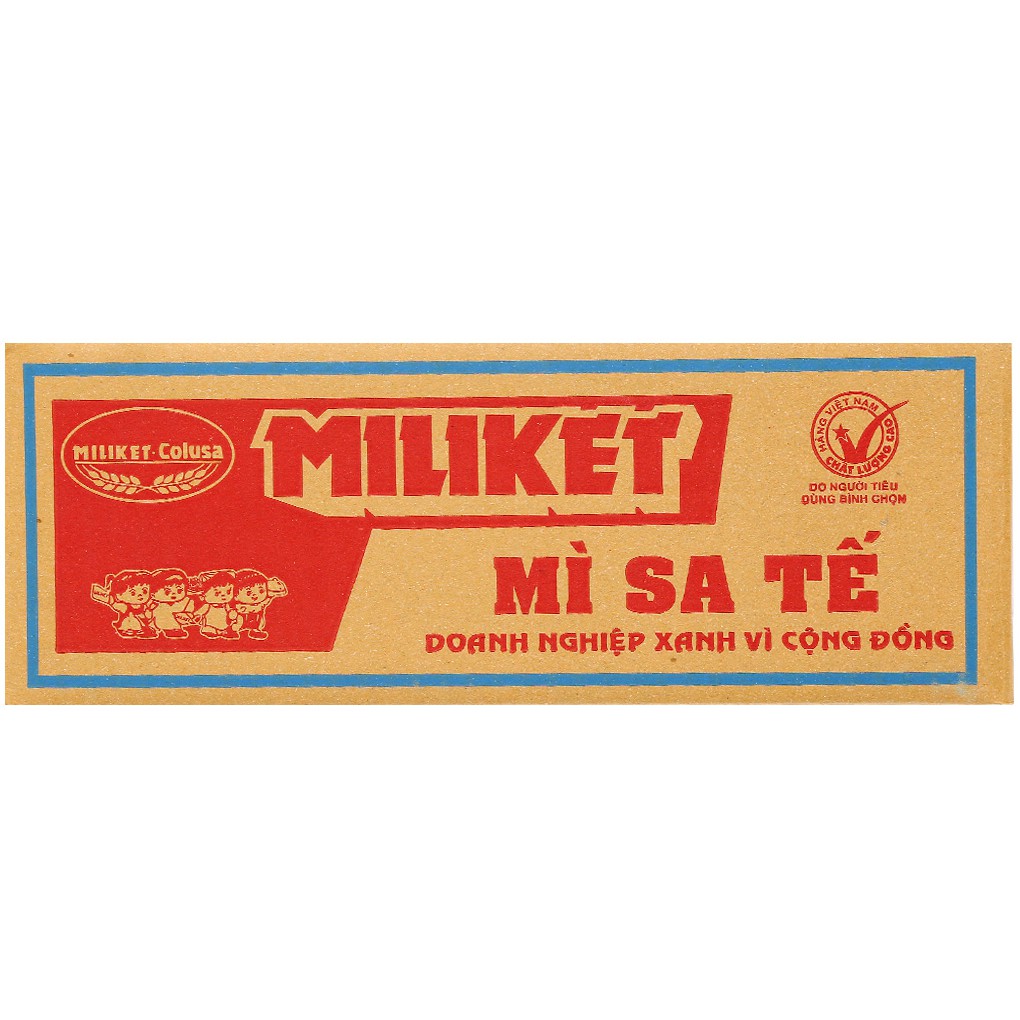 MILIKET-Colusa
MILIKET
HÀNG VIỆT NAM
CHẤT LƯỢNG CAO
DO NGƯỜI TIÊU
DÙNG BÌNH CHỌN
MÌ SA TẾ
DOANH NGHIỆP XANH VÌ CỘNG ĐỒNG